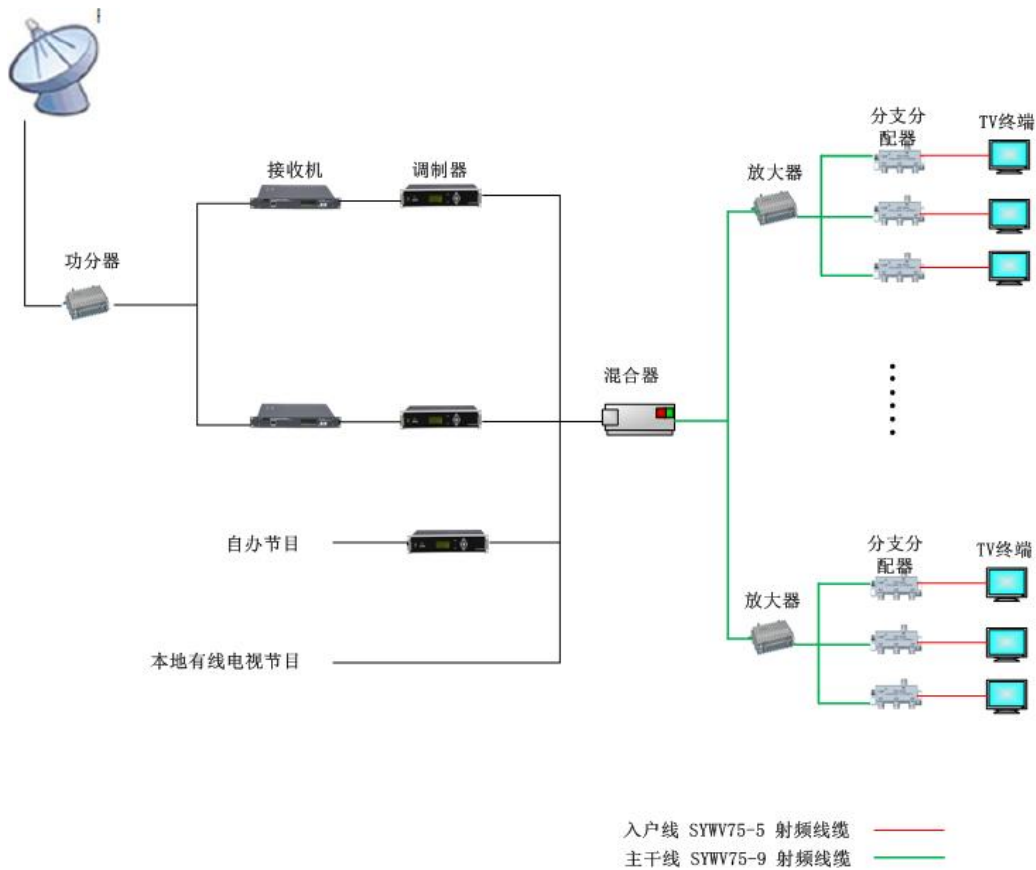 分支分
配器
TV终端
放大器
接收机
调制器
功分器
混合器
自办节目
本地有线电视节目
分支分
配器
TV终端
放大器
入户线 SYWV75-5 射频线缆
主干线 SYWV75-9 射频线缆